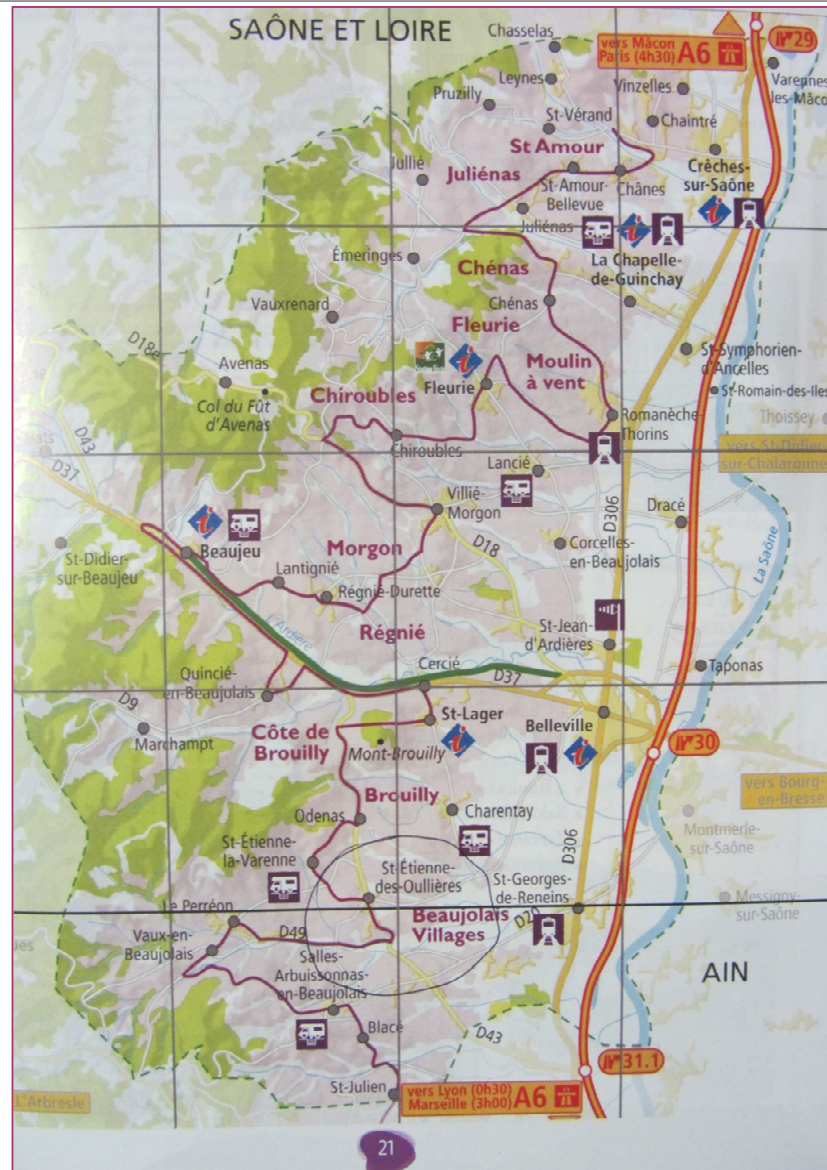 SAÔNE ET LOIRE
Chasselas
vers Mâcon
Paris (4h30) A6
N°29
Leynes
Vinzelles
Varennes-
les-Mâco
Pruzilly
St-Vérand
Chaintré
St Amour
Jullié
Juliénas
St-Amour-
Bellevue
Chânes
Crêches-
sur-Saône
Juliénas
Émeringes
La Chapelle-
de-Guinchay
Chénas
Chénas
Vauxrenard
Fleurie
D18e
Avenas
St-Symphorien-
d'Ancelles
Moulin
à vent
Fleurie
Col du Fût
d'Avenas
Chiroubles
St-Romain-des-Iles
Romanèche-
Thorins
Thoissey
Chiroubles
D43
D37
Lancié
vers St-Didier-
sur-Chalaronne
Villié-
Morgon
D306
Dracé
Beaujeu
St-Didier-
sur-Beaujeu
Morgon
D18
Corcelles-
en-Beaujolais
La Saône
Lantignié
Régnié-Durette
L'Ardière
Régnié
St-Jean-
d'Ardières
Cercié
D37
Taponas
Quincié-
en-Beaujolais
D9
Marchampt
Côte de
Brouilly
St-Lager
Belleville
Mont-Brouilly
N°30
Brouilly
vers Bourg-
en-Bresse
Odenas
Charentay
Montmerle-
sur-Saône
D306
St-Étienne-
la-Varenne
St-Étienne-
des-Oullières
St-Georges-
de-Reneins
Messigny-
sur-Saône
Le Perréon
Beaujolais
Villages
D20
Vaux-en-
Beaujolais
D49
Salles-
Arbuissonnas-
en-Beaujolais
AIN
Blacé
D43
N°31.1
St-Julien
vers Lyon (0h30)
Marseille (3h00) A6
L'Arbresle
21